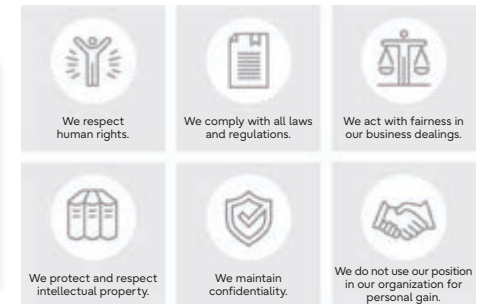 We respect
human rights.
We comply with all laws
and regulations.
We act with fairness in
our business dealings.
We protect and respect
intellectual property.
We maintain
confidentiality.
We do not use our position
in our organization for
personal gain.